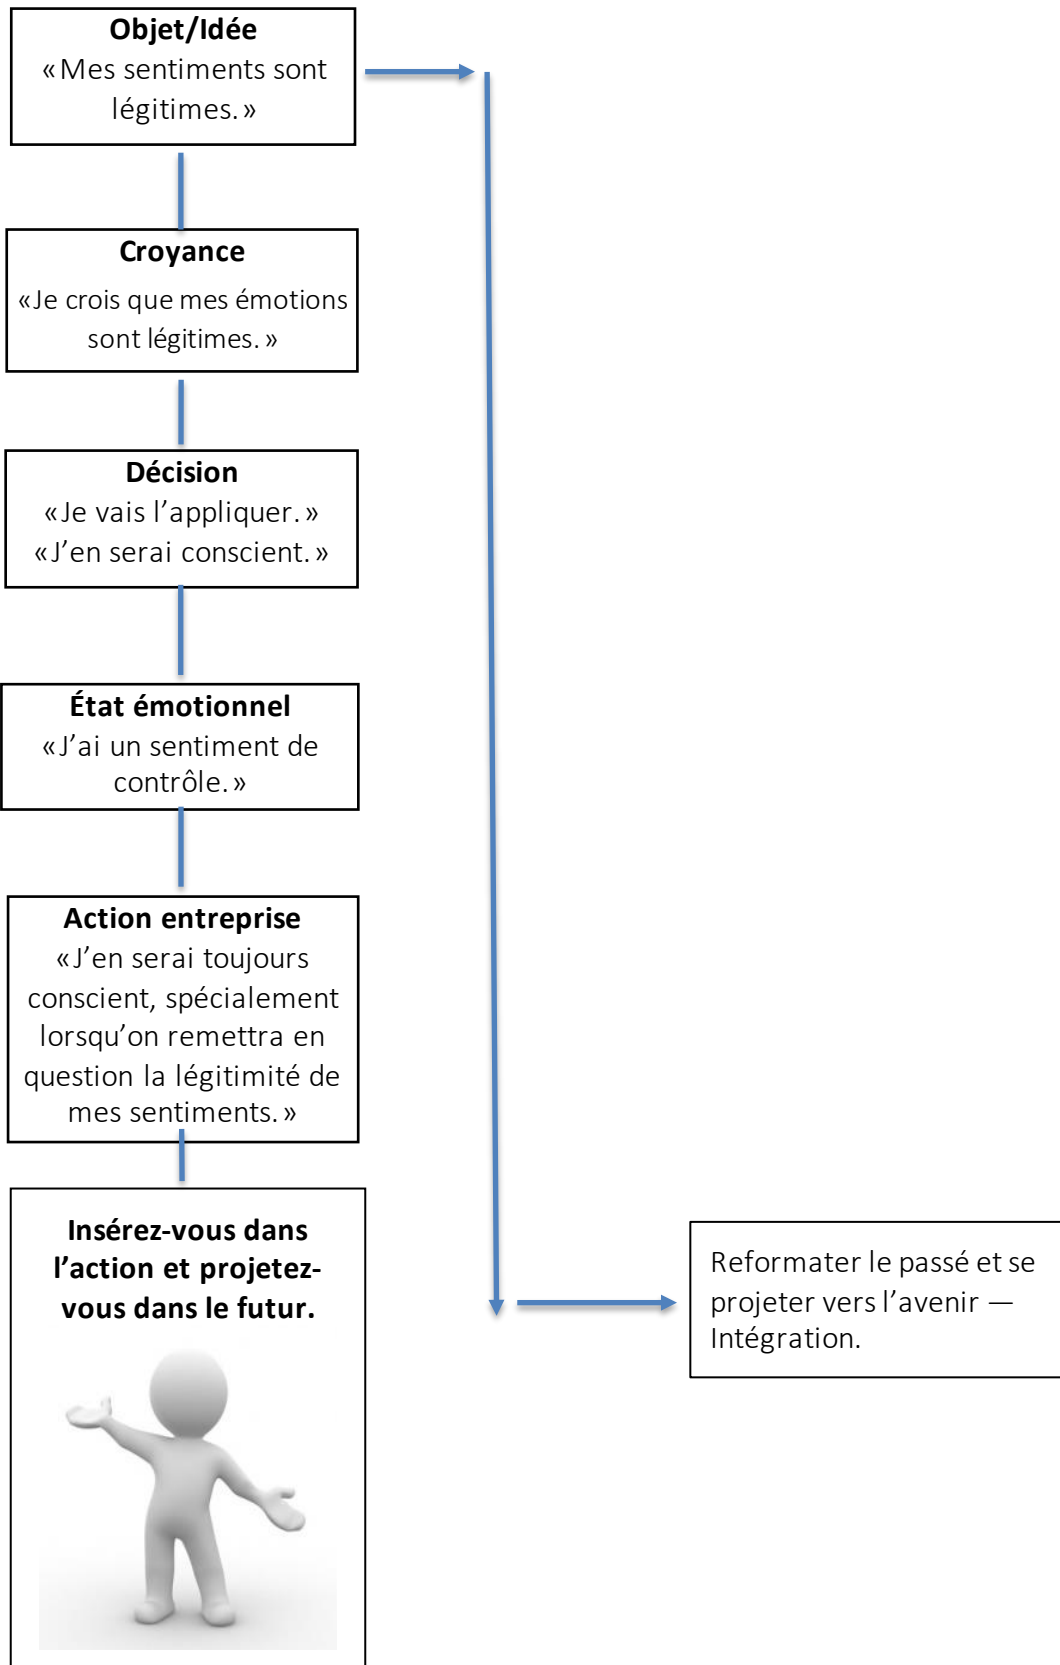 Objet/Idée
«Mes sentiments sont
légitimes.»
Croyance
«Je crois que mes émotions
sont légitimes.»
Décision
«Je vais l’appliquer.»
«J’en serai conscient.»
État émotionnel
«J’ai un sentiment de
contrôle.»
Action entreprise
«J’en serai toujours
conscient, spécialement
lorsqu’on remettra en
question la légitimité de
mes sentiments.»
Insérez-vous dans
l’action et projetez-
vous dans le futur.
Reformater le passé et se
projeter vers l’avenir —
Intégration.